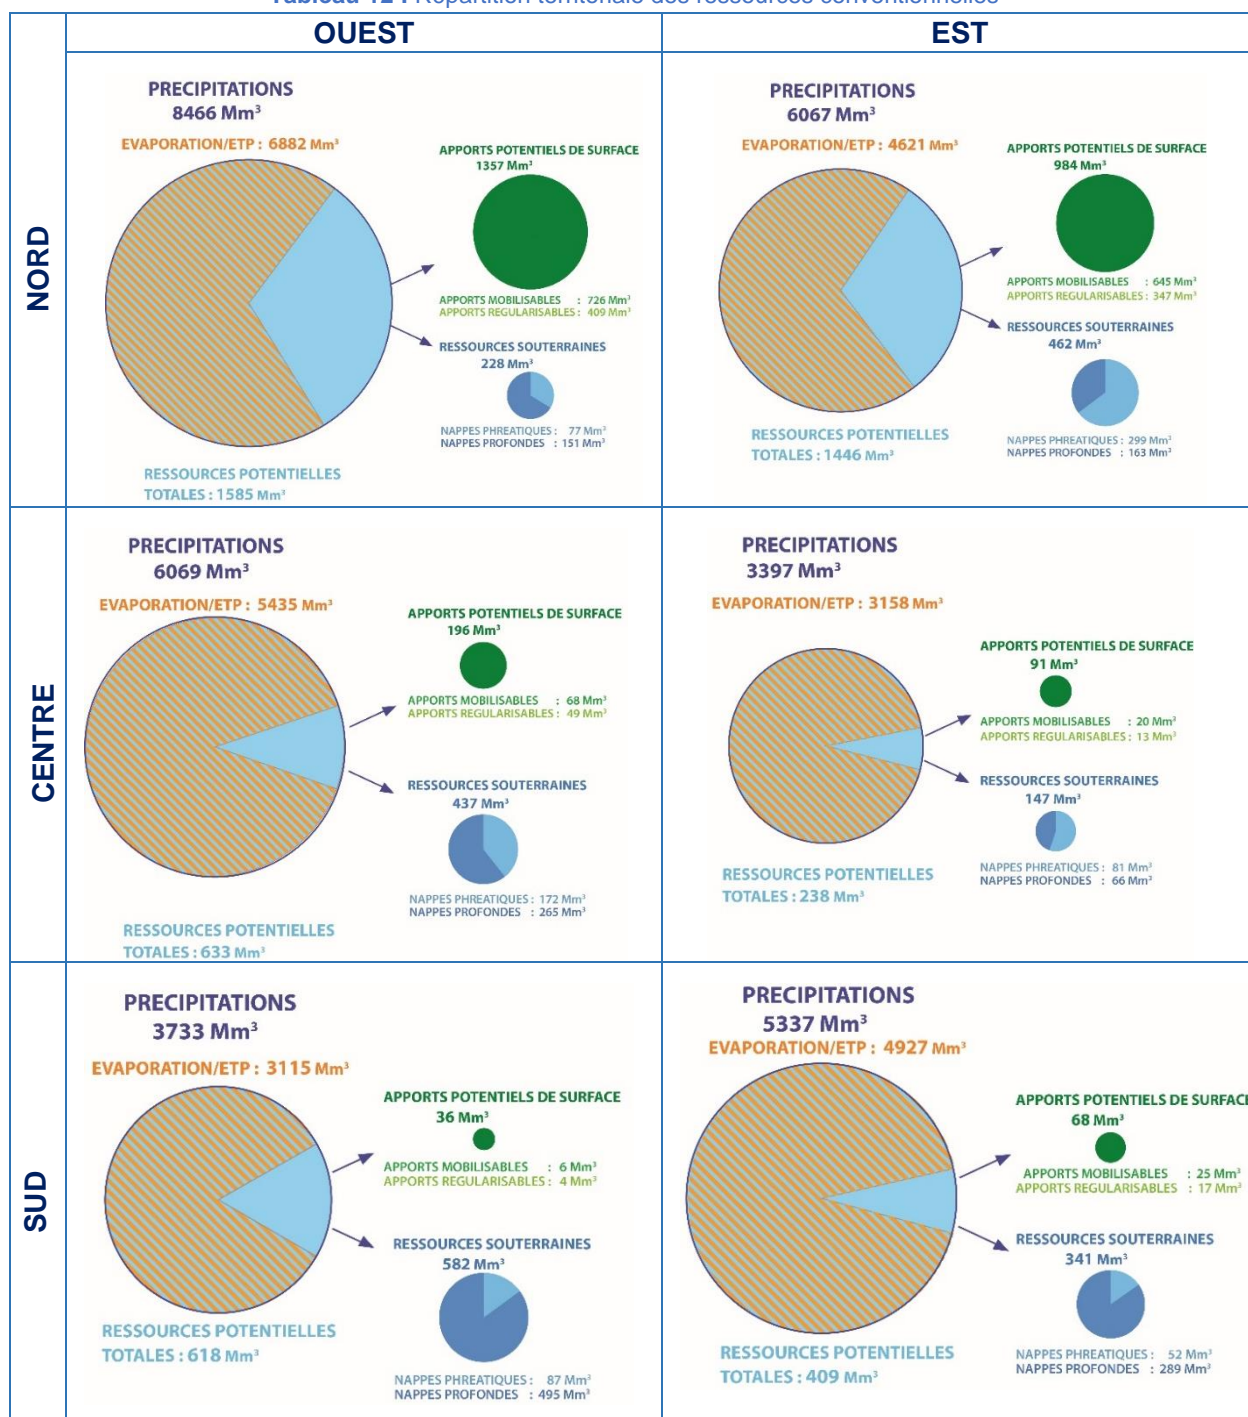 Tableau 12 : Répartition territoriale des ressources conventionnelles
OUEST
EST
NORD
PRECIPITATIONS
8466 Mm³
EVAPORATION/ETP : 6882 Mm³
APPORTS POTENTIELS DE SURFACE
1357 Mm³
APPORTS MOBILISABLES : 726 Mm³
APPORTS REGULARISABLES : 409 Mm³
RESSOURCES SOUTERRAINES
228 Mm³
NAPPES PHREATIQUES : 77 Mm³
NAPPES PROFONDES : 151 Mm³
RESSOURCES POTENTIELLES
TOTALES : 1585 Mm³
PRECIPITATIONS
6067 Mm³
EVAPORATION/ETP : 4621 Mm³
APPORTS POTENTIELS DE SURFACE
984 Mm³
APPORTS MOBILISABLES : 645 Mm³
APPORTS REGULARISABLES : 347 Mm³
RESSOURCES SOUTERRAINES
462 Mm³
NAPPES PHREATIQUES : 299 Mm³
NAPPES PROFONDES : 163 Mm³
RESSOURCES POTENTIELLES
TOTALES : 1446 Mm³
CENTRE
PRECIPITATIONS
6069 Mm³
EVAPORATION/ETP : 5435 Mm³
APPORTS POTENTIELS DE SURFACE
196 Mm³
APPORTS MOBILISABLES : 68 Mm³
APPORTS REGULARISABLES : 49 Mm³
RESSOURCES SOUTERRAINES
437 Mm³
NAPPES PHREATIQUES : 172 Mm³
NAPPES PROFONDES : 265 Mm³
RESSOURCES POTENTIELLES
TOTALES : 633 Mm³
PRECIPITATIONS
3397 Mm³
EVAPORATION/ETP : 3158 Mm³
APPORTS POTENTIELS DE SURFACE
91 Mm³
APPORTS MOBILISABLES : 20 Mm³
APPORTS REGULARISABLES : 13 Mm³
RESSOURCES SOUTERRAINES
147 Mm³
NAPPES PHREATIQUES : 81 Mm³
NAPPES PROFONDES : 66 Mm³
RESSOURCES POTENTIELLES
TOTALES : 238 Mm³
SUD
PRECIPITATIONS
3733 Mm³
EVAPORATION/ETP : 3115 Mm³
APPORTS POTENTIELS DE SURFACE
36 Mm³
APPORTS MOBILISABLES : 6 Mm³
APPORTS REGULARISABLES : 4 Mm³
RESSOURCES SOUTERRAINES
582 Mm³
NAPPES PHREATIQUES : 87 Mm³
NAPPES PROFONDES : 495 Mm³
RESSOURCES POTENTIELLES
TOTALES : 618 Mm³
PRECIPITATIONS
5337 Mm³
EVAPORATION/ETP : 4927 Mm³
APPORTS POTENTIELS DE SURFACE
68 Mm³
APPORTS MOBILISABLES : 25 Mm³
APPORTS REGULARISABLES : 17 Mm³
RESSOURCES SOUTERRAINES
341 Mm³
NAPPES PHREATIQUES : 52 Mm³
NAPPES PROFONDES : 289 Mm³
RESSOURCES POTENTIELLES
TOTALES : 409 Mm³